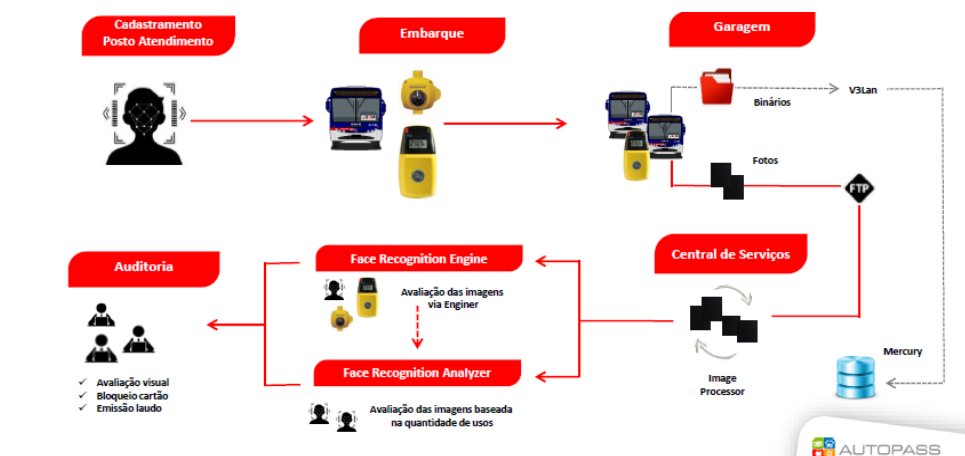 Cadastramento
Posto Atendimento
Embarque
Garagem
Binários
V3Lan
Fotos
FTP
Central de Serviços
Image
Processor
Mercury
Face Recognition Engine
Avaliação das imagens
via Enginer
Face Recognition Analyzer
Avaliação das imagens baseada
na quantidade de usos
Auditoria
✓ Avaliação visual
✓ Bloqueio cartão
✓ Emissão laudo
AUTOPASS